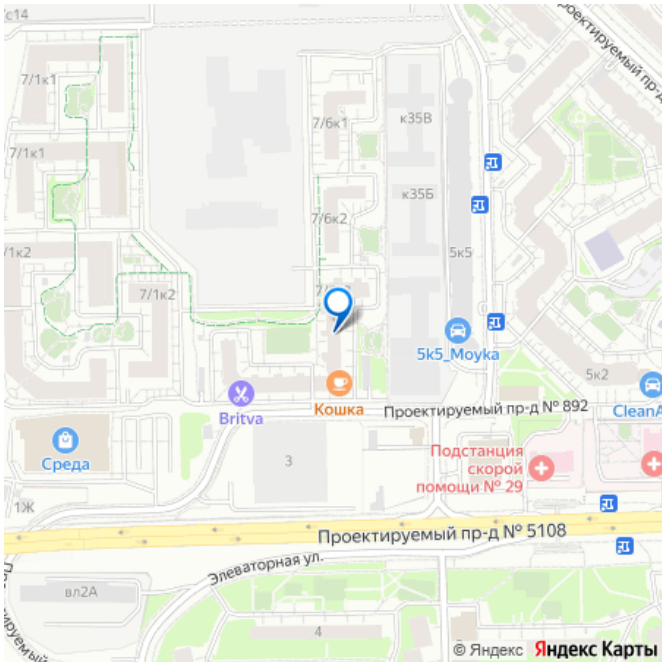 /с14
Проектируемый пр-д
7/1к1
7/6к1
к35В
7/1к1
7/6к2
к35Б
5к5
/1к2
7/1к2
5k5_Moyka
5к2
Кошка
Проектируемый пр-д № 892
CleanA
Britva
Среда
3
Подстанция
скорой
помощи № 29
1Ж
Проектируемый пр-д № 5108
Элеваторная ул.
вл2А
4
© Яндекс Яндекс Карты